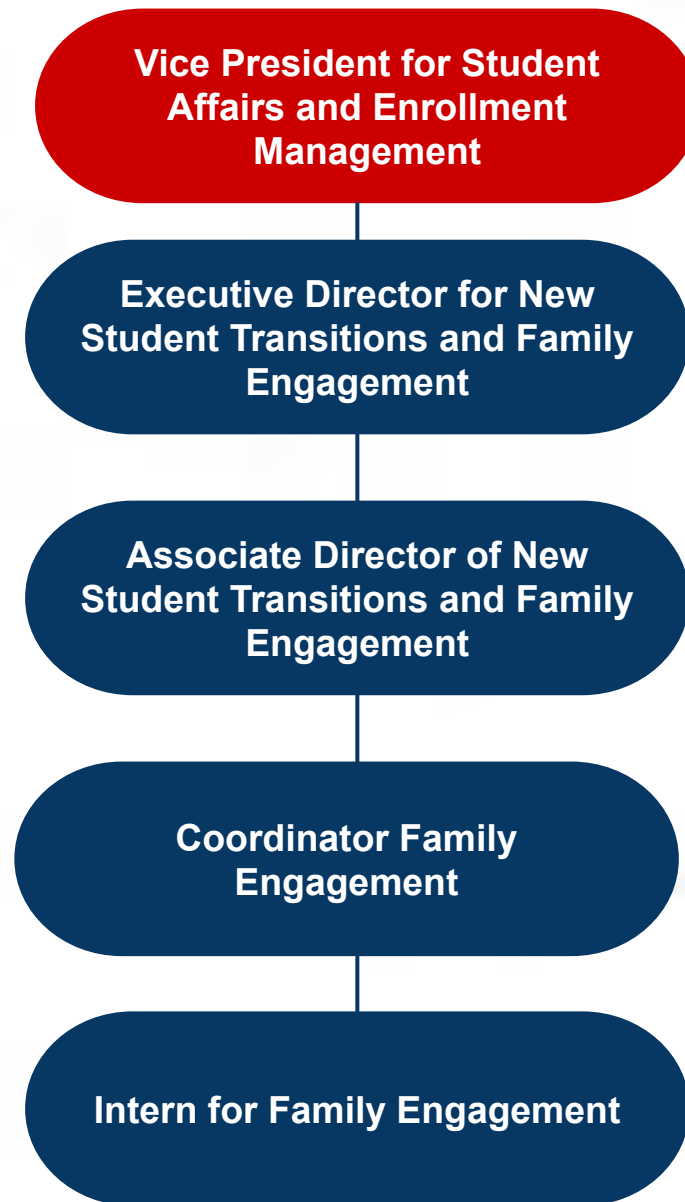 Vice President for Student
Affairs and Enrollment
Management
Executive Director for New
Student Transitions and Family
Engagement
Associate Director of New
Student Transitions and Family
Engagement
Coordinator Family
Engagement
Intern for Family Engagement